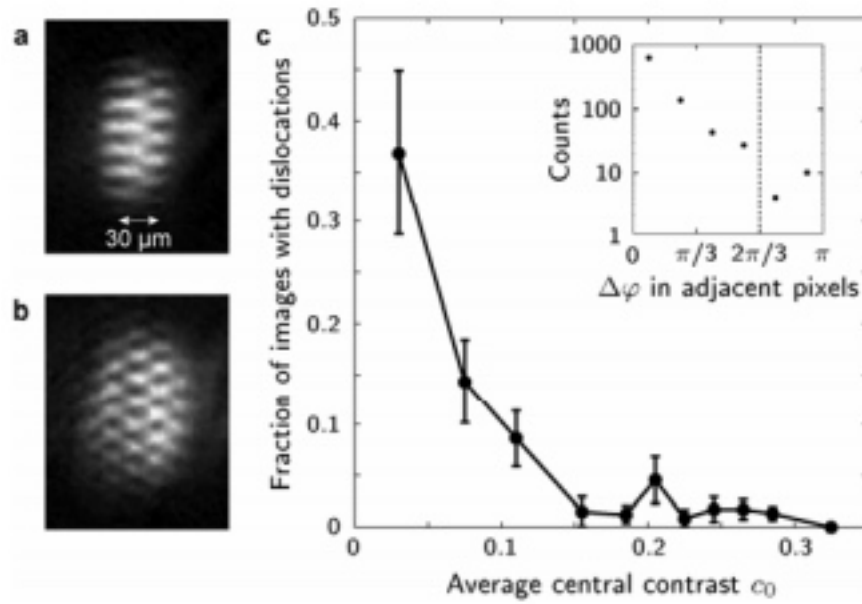 a
30 μm
b
c
Fraction of images with dislocations
0.5
0.4
0.3
0.2
0.1
0
0
0.1
0.2
0.3
Average central contrast c₀
Counts
1000
100
10
1
0
π/3
2π/3
π
Δφ in adjacent pixels